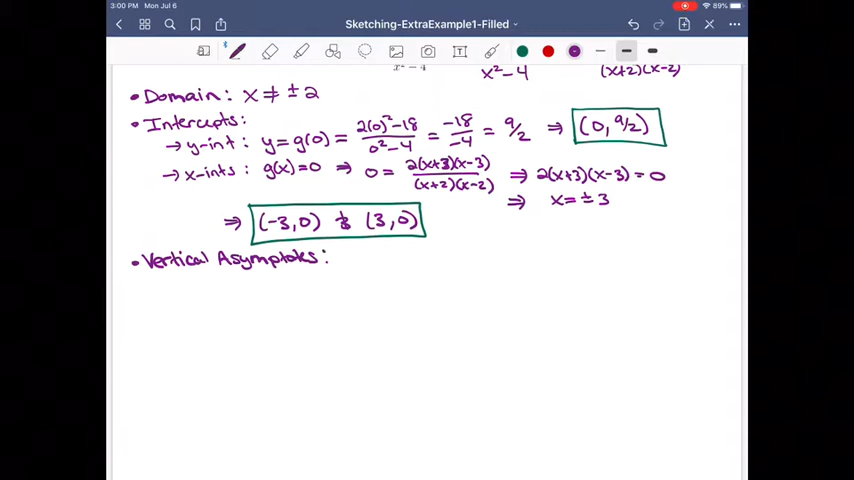 3:00 PM Mon Jul 6
89%
Sketching-ExtraExample1-Filled
x²-4 x²-4 (x+2)(x-2)
• Domain: x ≠ ±2
• Intercepts:
→ y-int: y = g(0) = 2(0)²-18 / 0²-4 = -18 / -4 = 9/2 ⇒ (0, 9/2)
→ x-ints: g(x)=0 ⇒ 0 = 2(x+3)(x-3) / (x+2)(x-2) ⇒ 2(x+3)(x-3) = 0
⇒ x = ±3
⇒ (-3,0) & (3,0)
• Vertical Asymptotes: